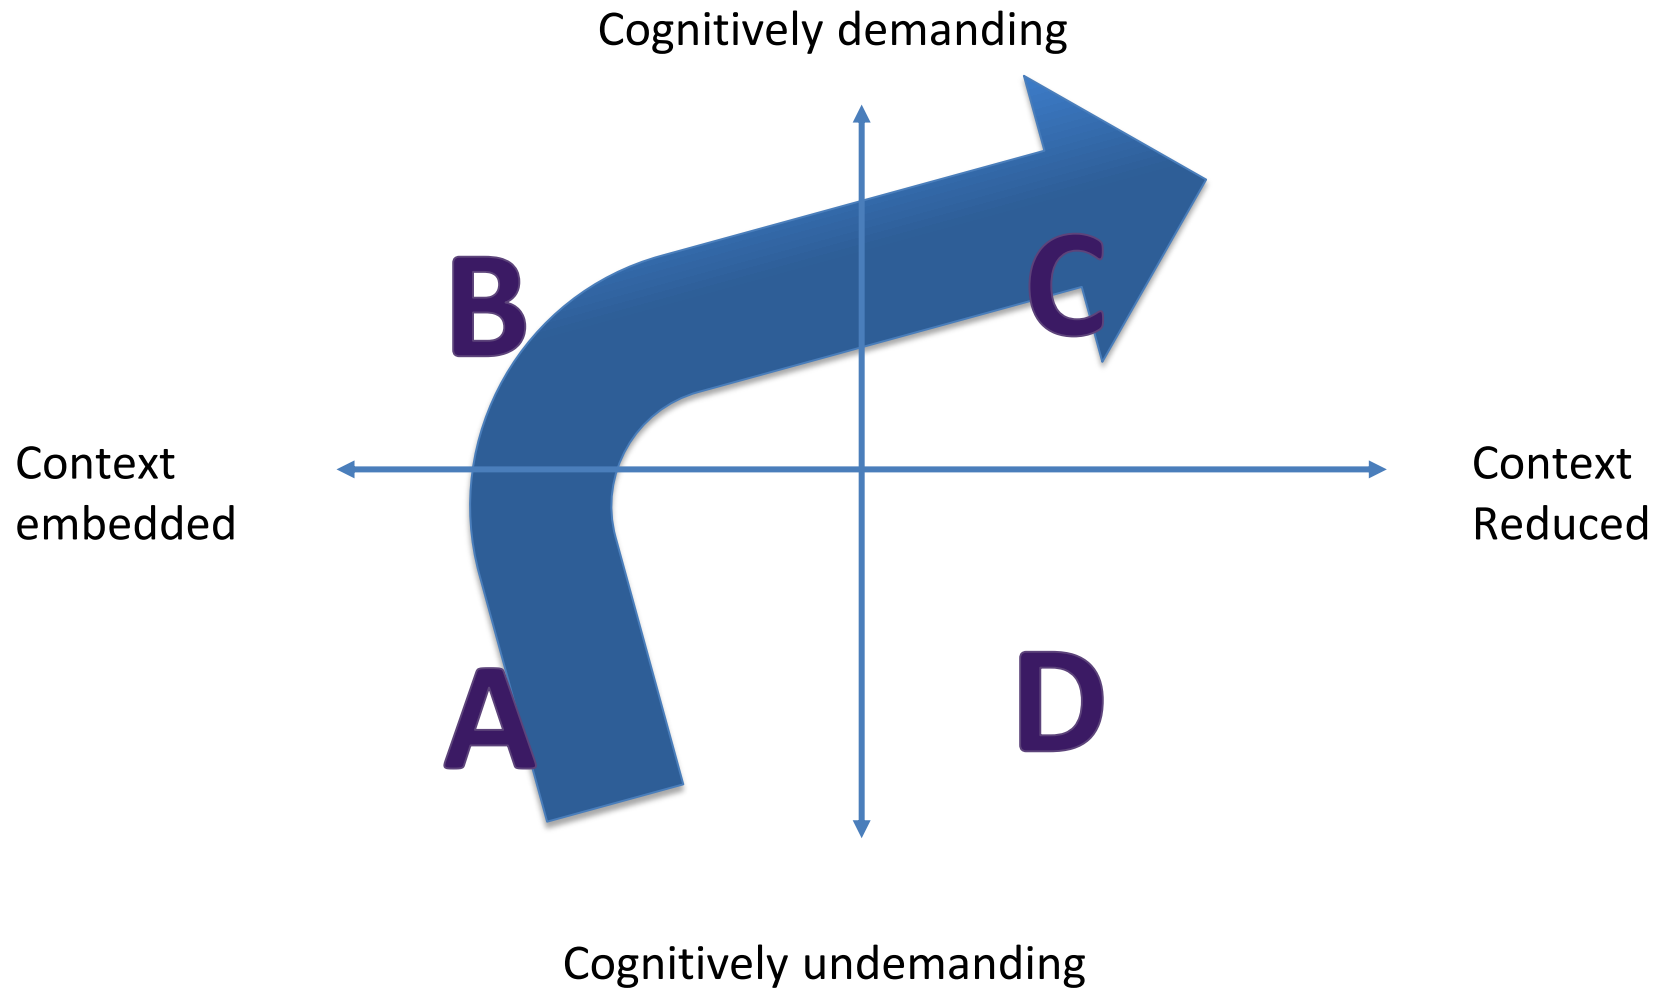 Cognitively demanding
B
C
Context
embedded
Context
Reduced
A
D
Cognitively undemanding